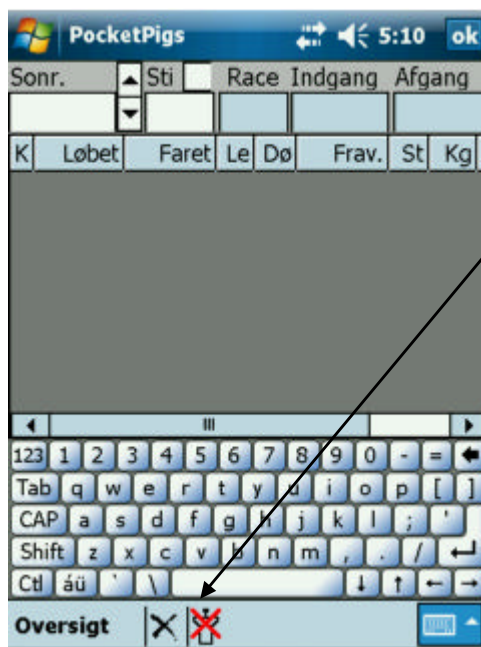 PocketPigs 5:10 ok
Sonr. Sti Race Indgang Afgang
K Løbet Faret Le Dø Frav. St Kg
123 1 2 3 4 5 6 7 8 9 0 - =
Tab q w e r t y u i o p [ ]
CAP a s d f g h j k l ; '
Shift z x c v b n m , . /
Ctl áü ` \
Oversigt